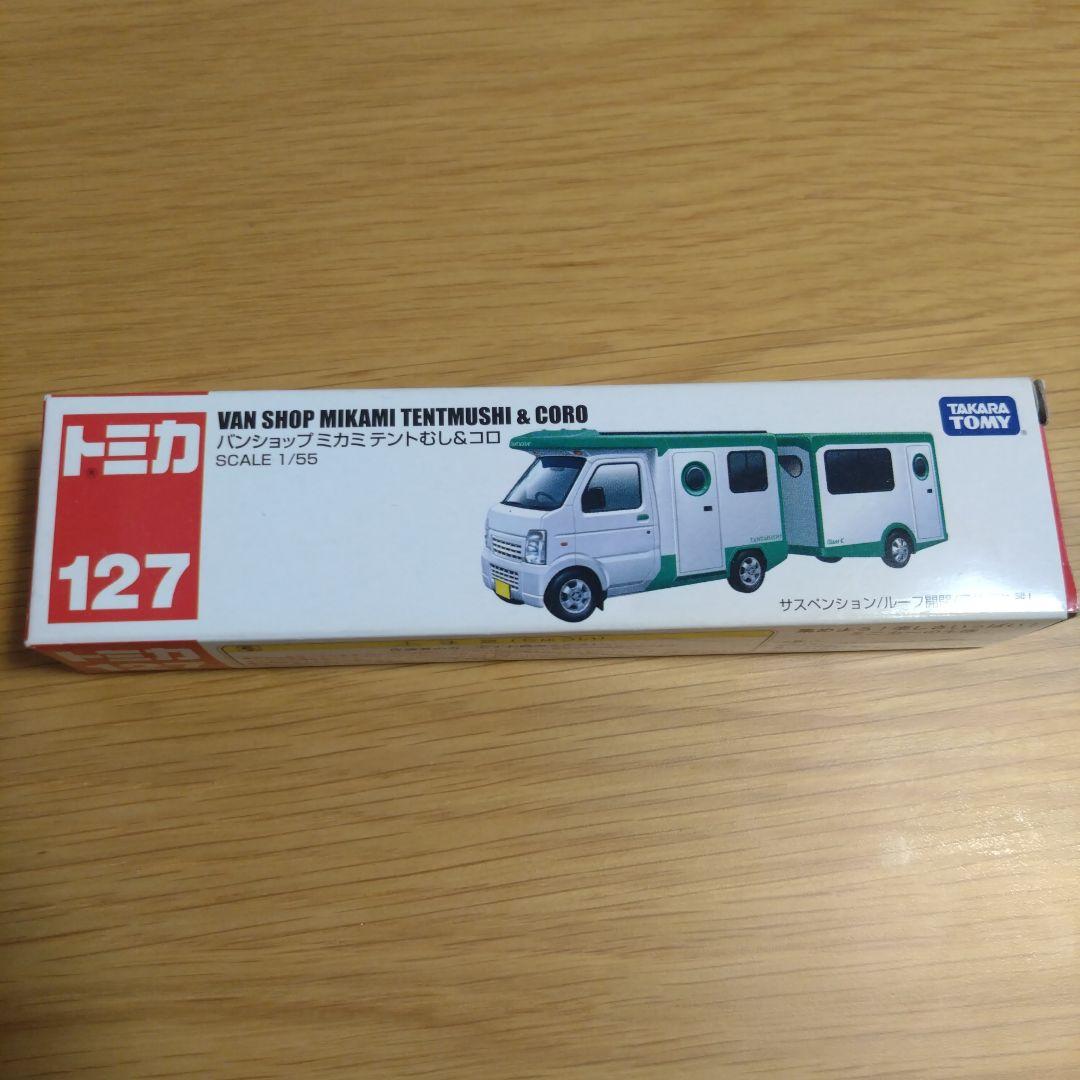 トミカ
127
VAN SHOP MIKAMI TENTMUSHI & CORO
バンショップ ミカミ テントむし&コロ
SCALE 1/55
TAKARA TOMY
TENTMUSHI
サスペンション/ルーフ開閉
トミカ